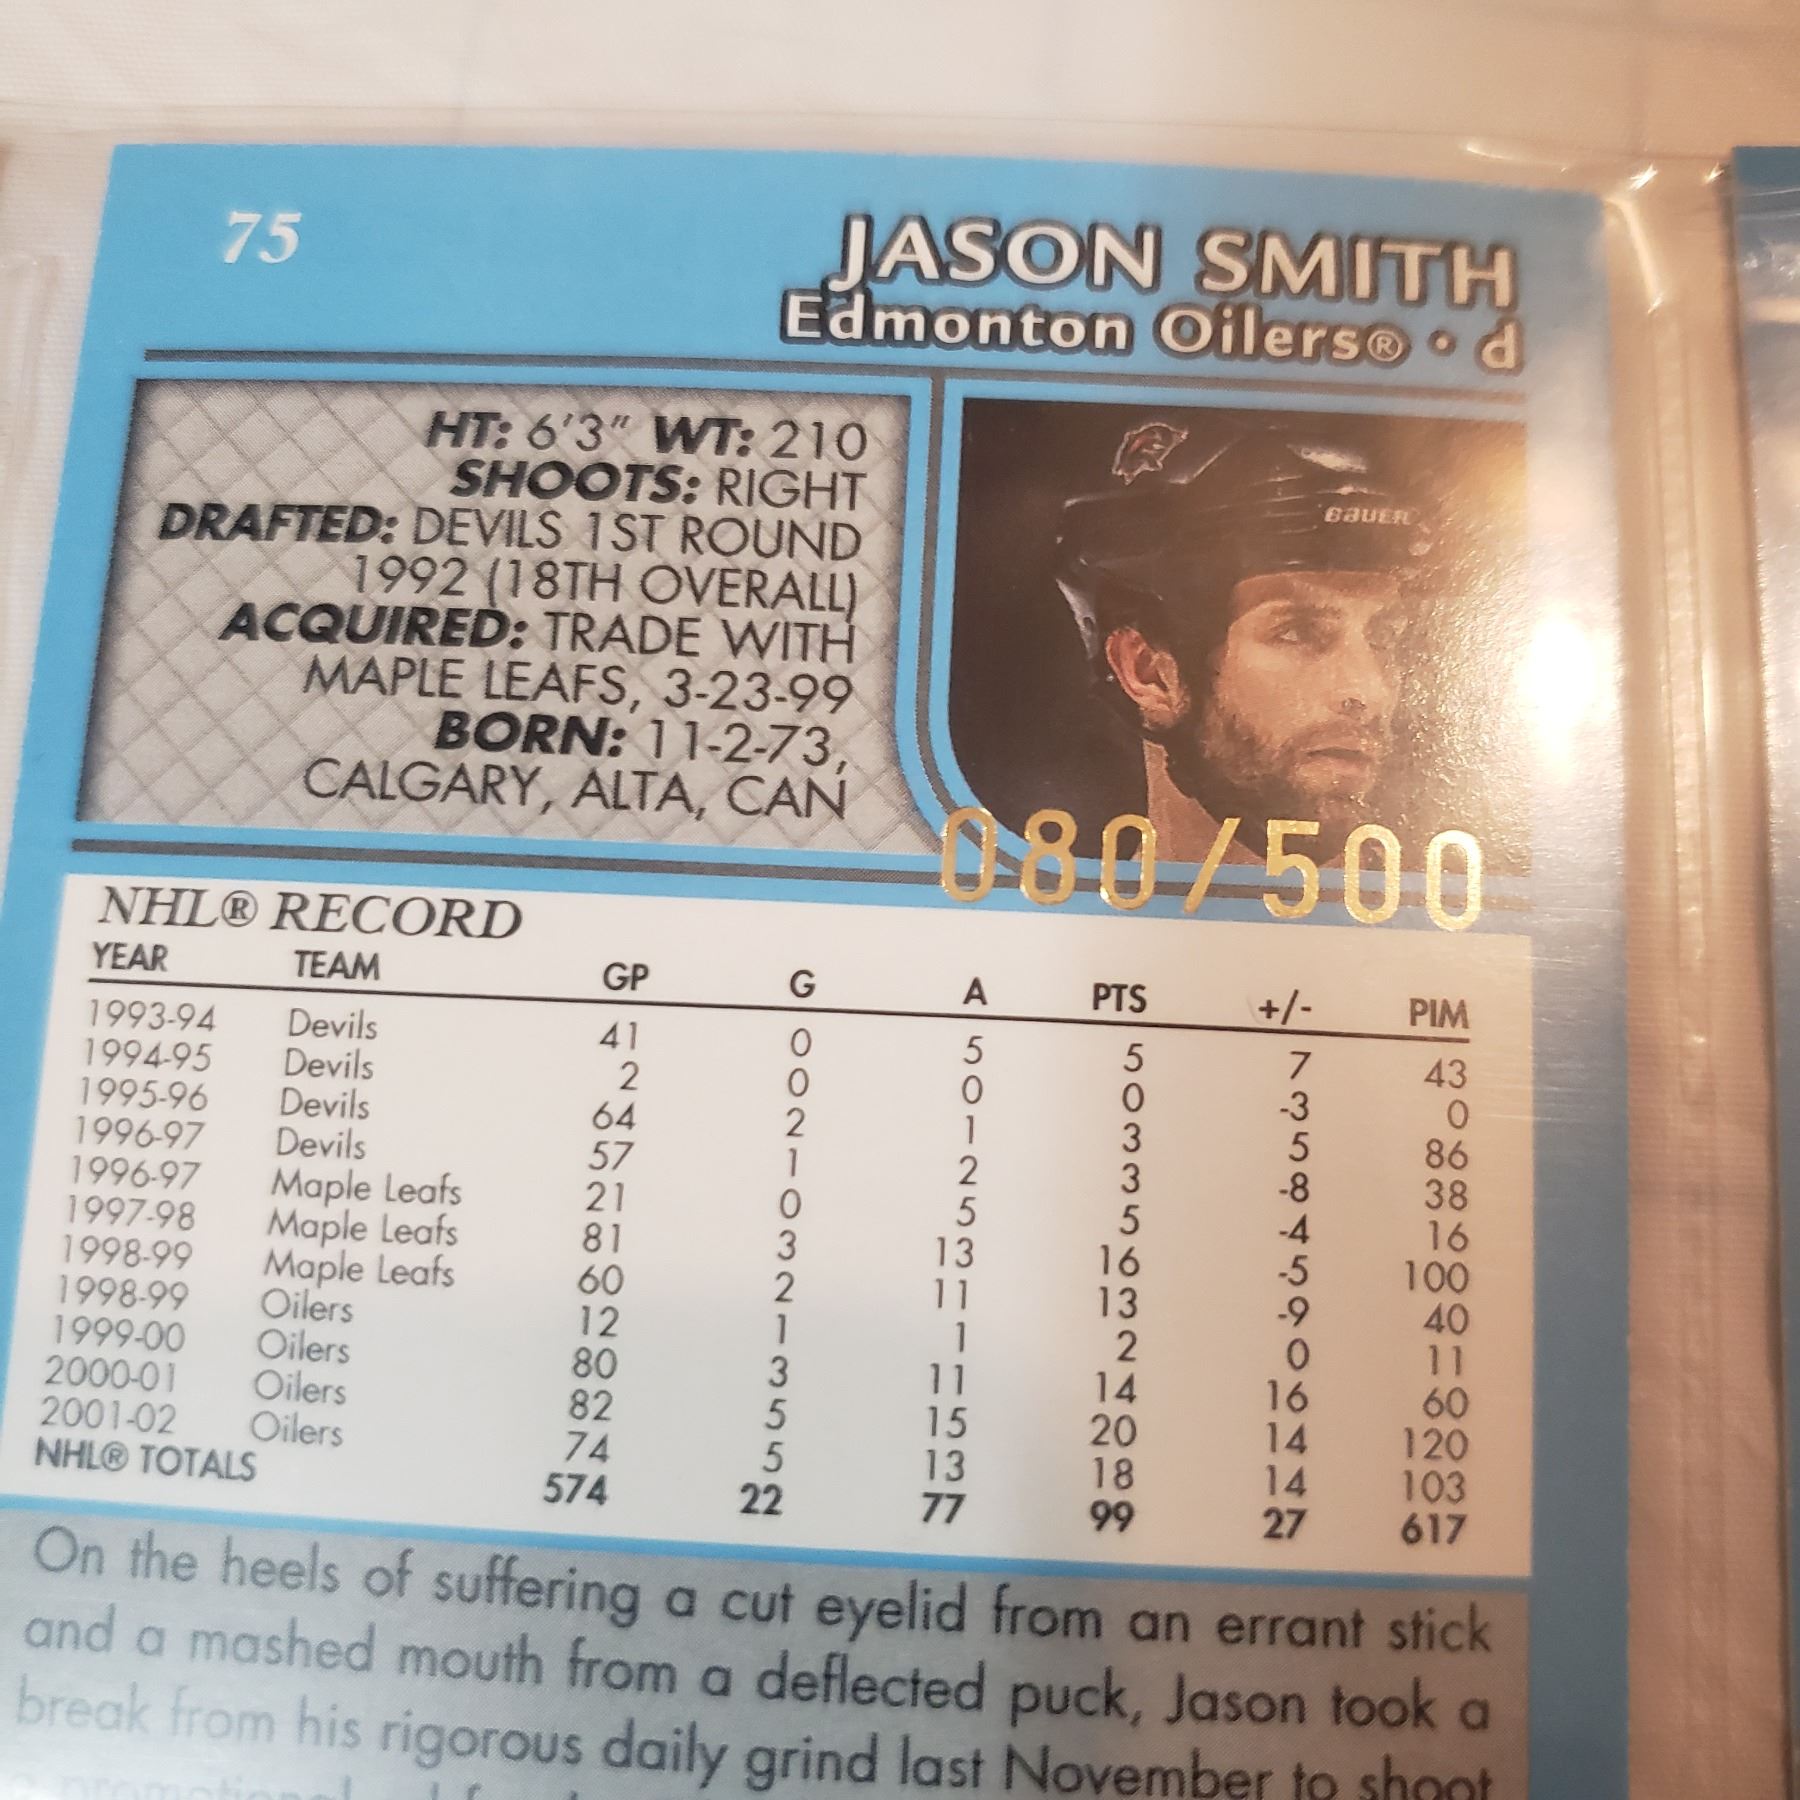 75
JASON SMITH
Edmonton Oilers® • d
HT: 6'3" WT: 210
SHOOTS: RIGHT
DRAFTED: DEVILS 1ST ROUND
1992 (18TH OVERALL)
ACQUIRED: TRADE WITH
MAPLE LEAFS, 3-23-99
BORN: 11-2-73,
CALGARY, ALTA, CAN
BAUER
080/500
NHL® RECORD
YEAR TEAM GP G A PTS +/- PIM
1993-94 Devils 41 0 5 5 7 43
1994-95 Devils 2 0 0 0 -3 0
1995-96 Devils 64 2 1 3 5 86
1996-97 Devils 57 1 2 3 -8 38
1996-97 Maple Leafs 21 0 5 5 -4 16
1997-98 Maple Leafs 81 3 13 16 -5 100
1998-99 Maple Leafs 60 2 11 13 -9 40
1998-99 Oilers 12 1 1 2 0 11
1999-00 Oilers 80 3 11 14 16 60
2000-01 Oilers 82 5 15 20 14 120
2001-02 Oilers 74 5 13 18 14 103
NHL® TOTALS 574 22 77 99 27 617
On the heels of suffering a cut eyelid from an errant stick
and a mashed mouth from a deflected puck, Jason took a
break from his rigorous daily grind last November to shoot
a promotional